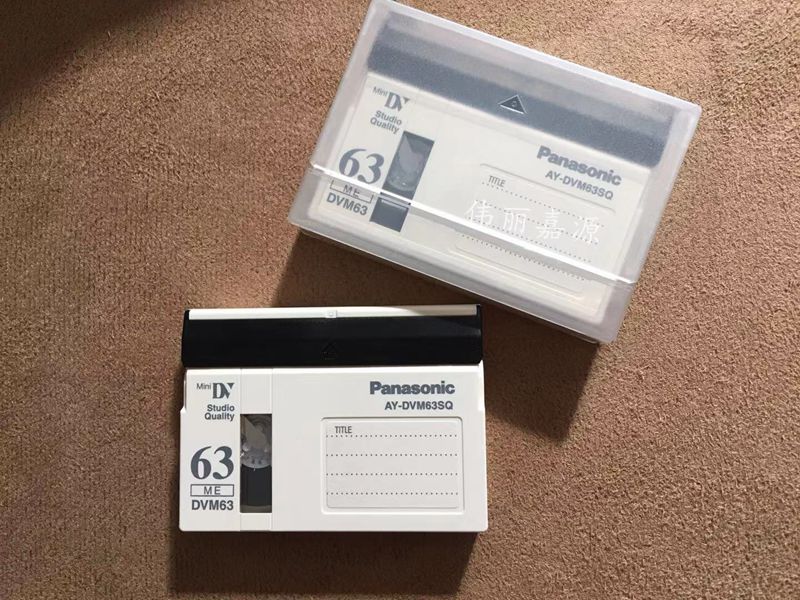 Mini DV
Studio
Quality
63
ME
DVM63
Panasonic
AY-DVM63SQ
TITLE
伟丽嘉源
Mini DV
Studio
Quality
63
ME
DVM63
Panasonic
AY-DVM63SQ
TITLE